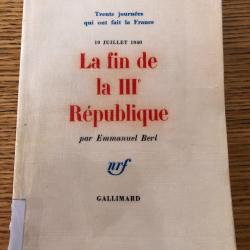 Trente journées
qui ont fait la France
10 JUILLET 1940
La fin de
la IIIe
République
par Emmanuel Berl
nrf
GALLIMARD